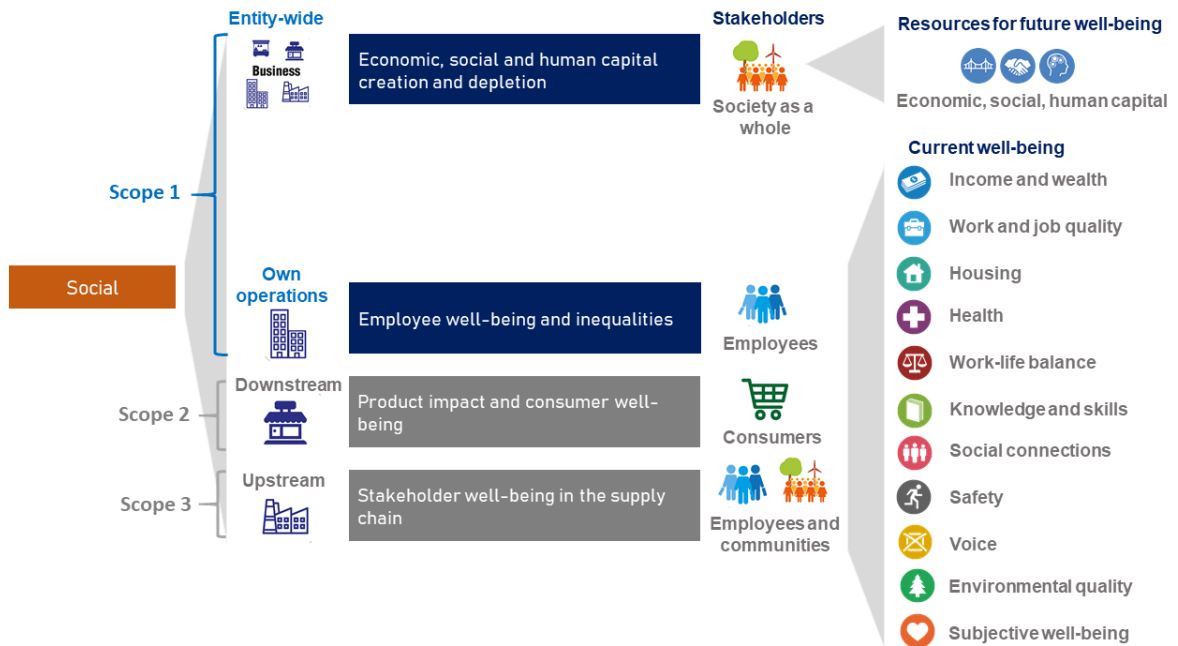 Entity-wide
Business
Economic, social and human capital
creation and depletion
Stakeholders
Society as a
whole
Resources for future well-being
Economic, social, human capital
Scope 1
Social
Own
operations
Employee well-being and inequalities
Employees
Scope 2
Downstream
Product impact and consumer well-
being
Consumers
Scope 3
Upstream
Stakeholder well-being in the supply
chain
Employees and
communities
Current well-being
Income and wealth
Work and job quality
Housing
Health
Work-life balance
Knowledge and skills
Social connections
Safety
Voice
Environmental quality
Subjective well-being